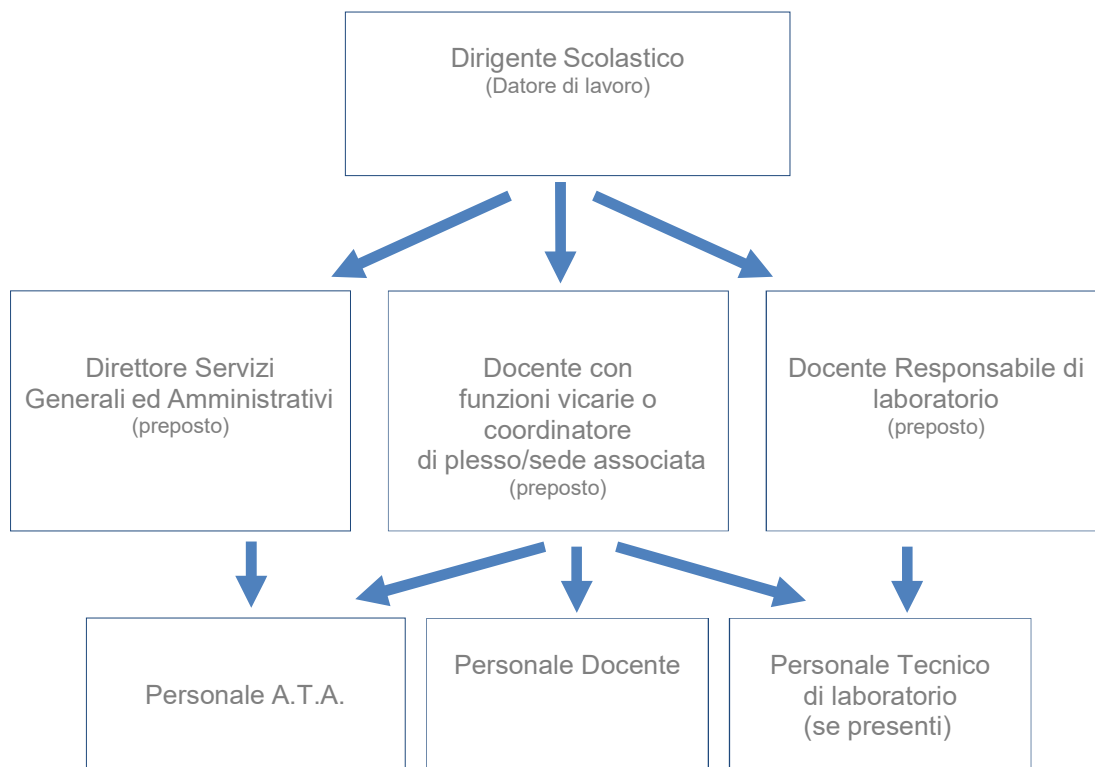 Dirigente Scolastico
(Datore di lavoro)
Direttore Servizi
Generali ed Amministrativi
(preposto)
Docente con
funzioni vicarie o
coordinatore
di plesso/sede associata
(preposto)
Docente Responsabile di
laboratorio
(preposto)
Personale A.T.A.
Personale Docente
Personale Tecnico
di laboratorio
(se presenti)